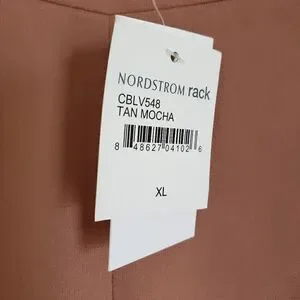 NORDSTROM rack
CBLV548
TAN MOCHA
8 48627 04102 6
XL